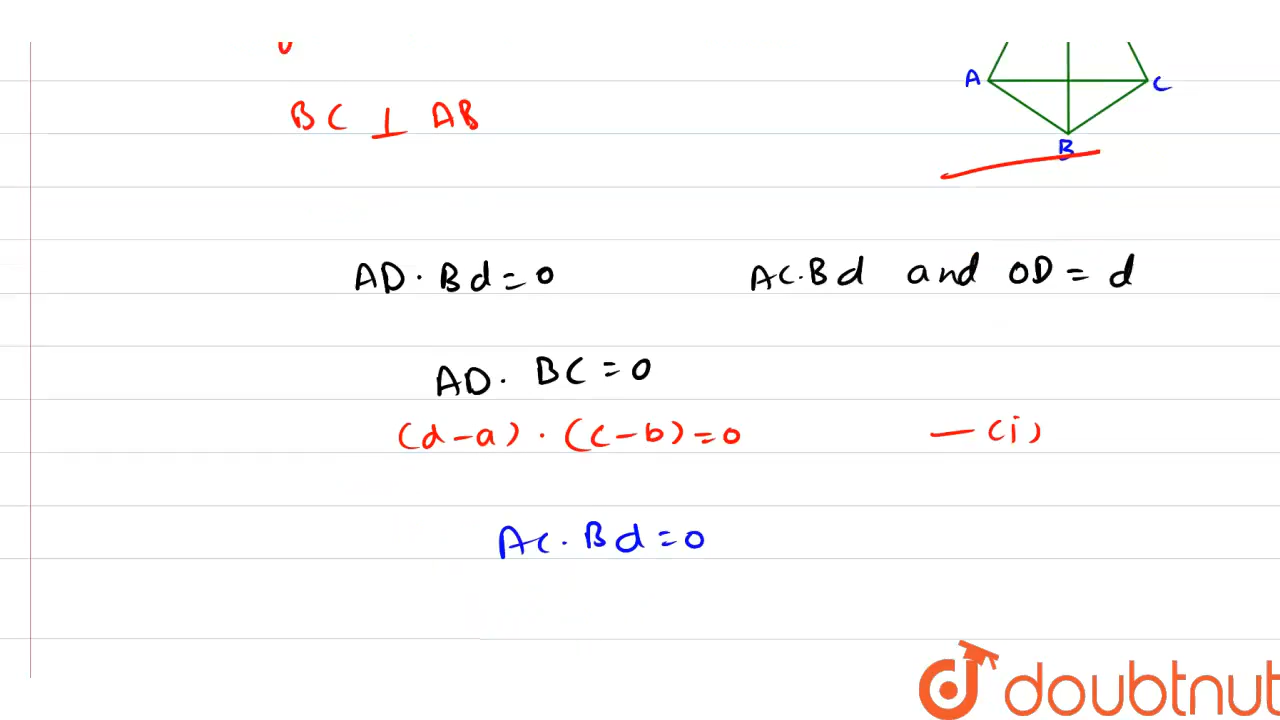 A
C
BC ⊥ AB
B
AD · Bd = 0
AC.Bd and OD = d
AD · BC = 0
(d-a) · (c-b) = 0 — (i)
Ac · Bd = 0
doubtnut